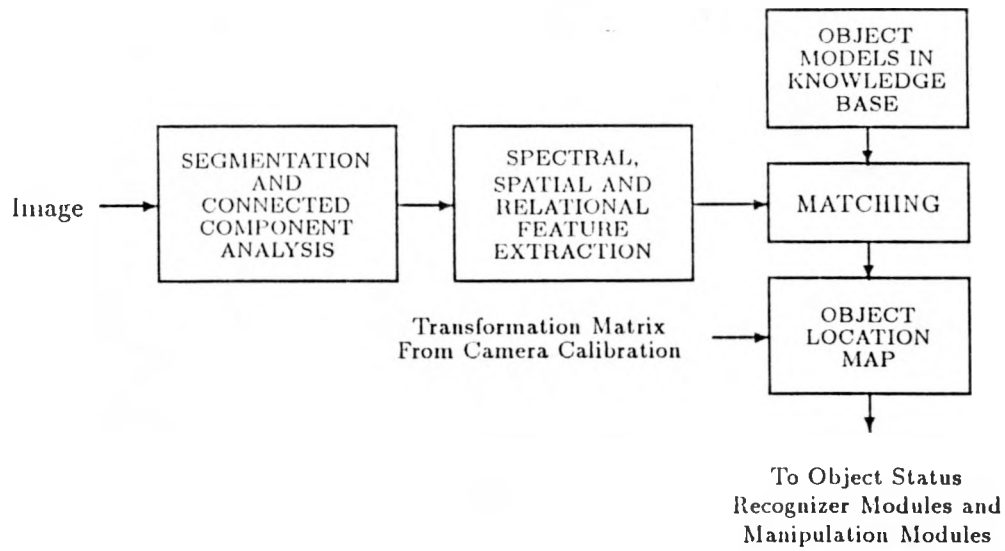 Image
SEGMENTATION
AND
CONNECTED
COMPONENT
ANALYSIS
SPECTRAL,
SPATIAL AND
RELATIONAL
FEATURE
EXTRACTION
OBJECT
MODELS IN
KNOWLEDGE
BASE
MATCHING
Transformation Matrix
From Camera Calibration
OBJECT
LOCATION
MAP
To Object Status
Recognizer Modules and
Manipulation Modules